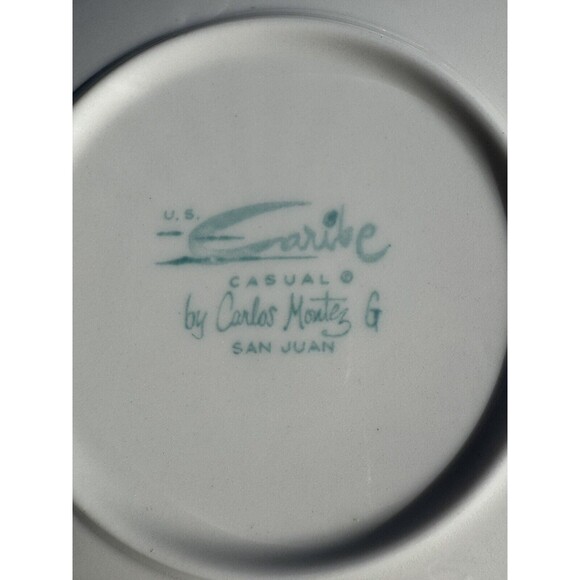 U.S.
Caribe
CASUAL ©
by Carlos Montez G
SAN JUAN